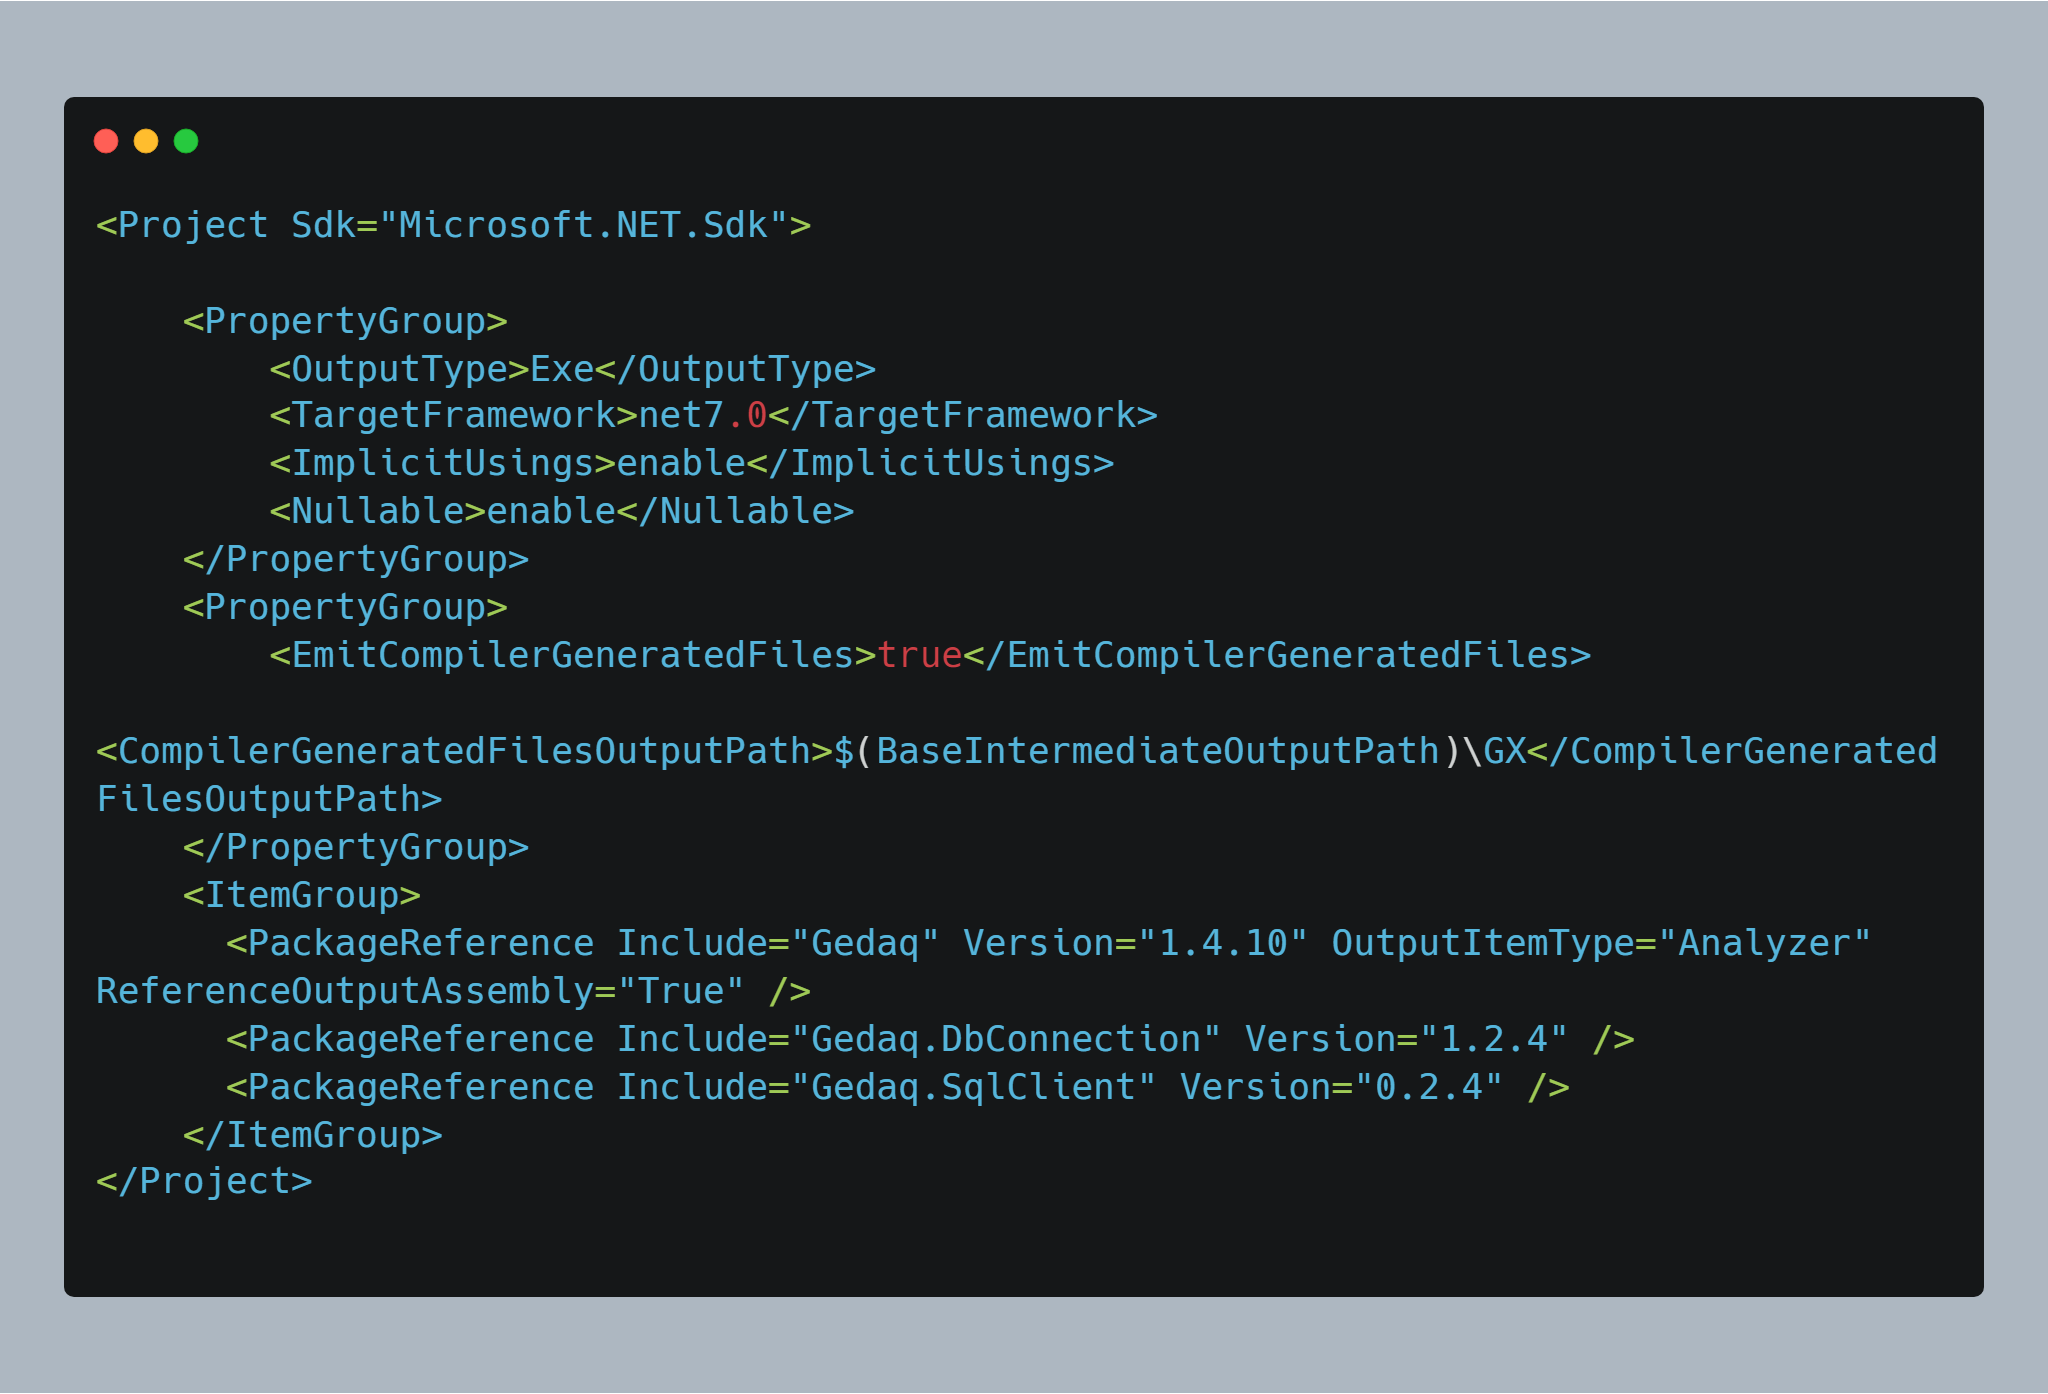 <Project Sdk="Microsoft.NET.Sdk">

    <PropertyGroup>
        <OutputType>Exe</OutputType>
        <TargetFramework>net7.0</TargetFramework>
        <ImplicitUsings>enable</ImplicitUsings>
        <Nullable>enable</Nullable>
    </PropertyGroup>
    <PropertyGroup>
        <EmitCompilerGeneratedFiles>true</EmitCompilerGeneratedFiles>

<CompilerGeneratedFilesOutputPath>$(BaseIntermediateOutputPath)\GX</CompilerGenerated
FilesOutputPath>
    </PropertyGroup>
    <ItemGroup>
      <PackageReference Include="Gedaq" Version="1.4.10" OutputItemType="Analyzer"
ReferenceOutputAssembly="True" />
      <PackageReference Include="Gedaq.DbConnection" Version="1.2.4" />
      <PackageReference Include="Gedaq.SqlClient" Version="0.2.4" />
    </ItemGroup>
</Project>